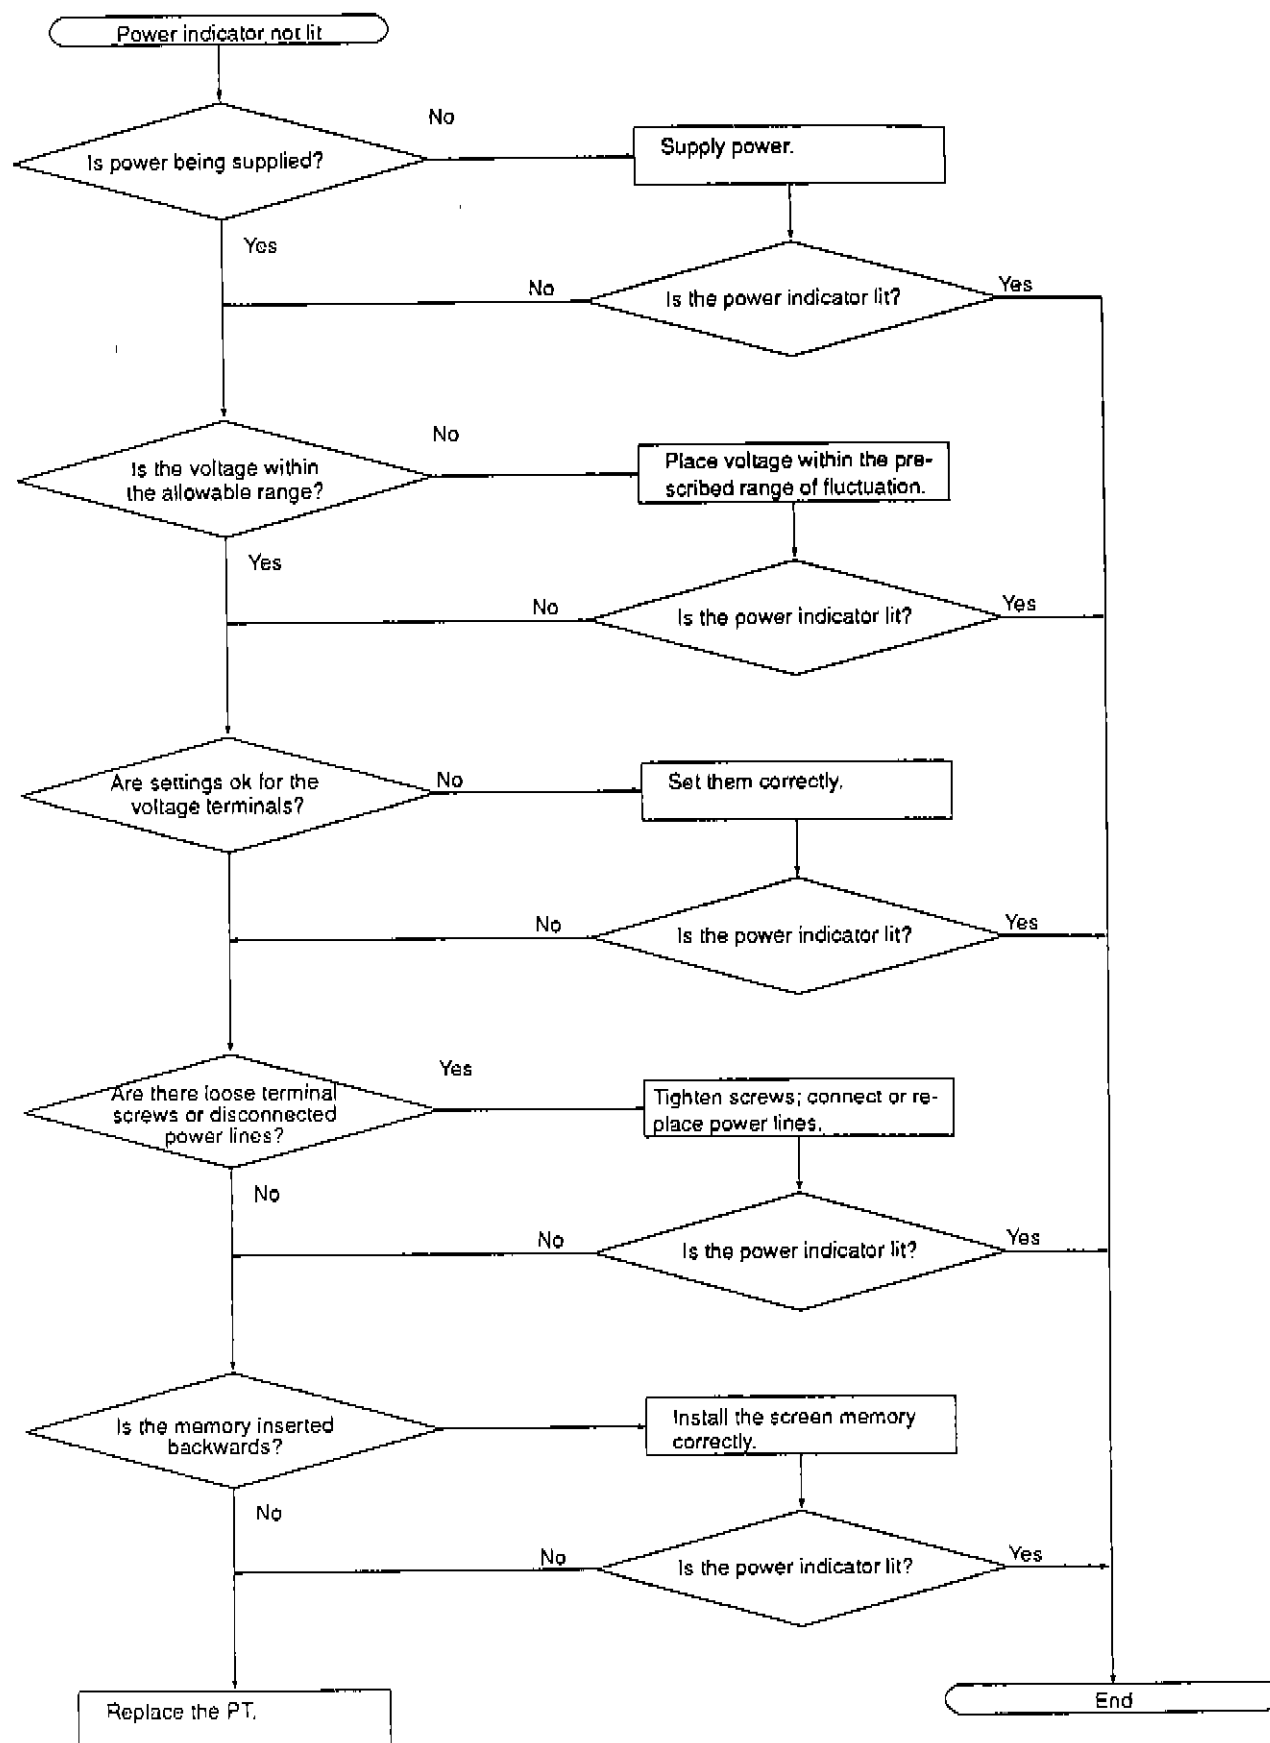 Power indicator not lit
No
Is power being supplied?
Supply power.
Yes
No
Is the power indicator lit?
Yes
No
Is the voltage within
the allowable range?
Place voltage within the pre-
scribed range of fluctuation.
Yes
No
Is the power indicator lit?
Yes
Are settings ok for the
voltage terminals?
No
Set them correctly.
No
Is the power indicator lit?
Yes
Yes
Are there loose terminal
screws or disconnected
power lines?
Tighten screws; connect or re-
place power lines.
No
No
Is the power indicator lit?
Yes
Is the memory inserted
backwards?
Install the screen memory
correctly.
No
No
Is the power indicator lit?
Yes
Replace the PT.
End